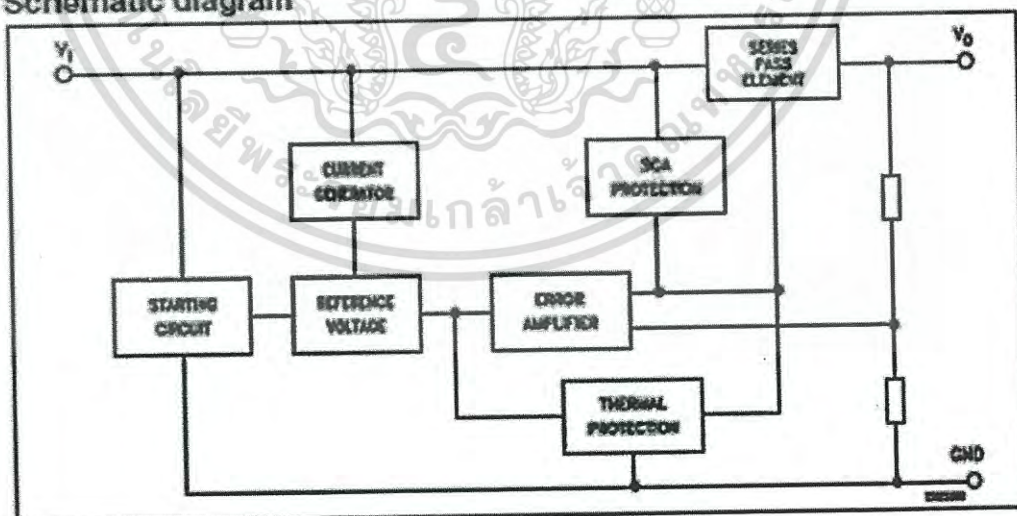 Schematic diagram
VI
VO
SERIES
PASS
ELEMENT
CURRENT
GENERATOR
SOA
PROTECTION
STARTING
CIRCUIT
REFERENCE
VOLTAGE
ERROR
AMPLIFIER
THERMAL
PROTECTION
GND